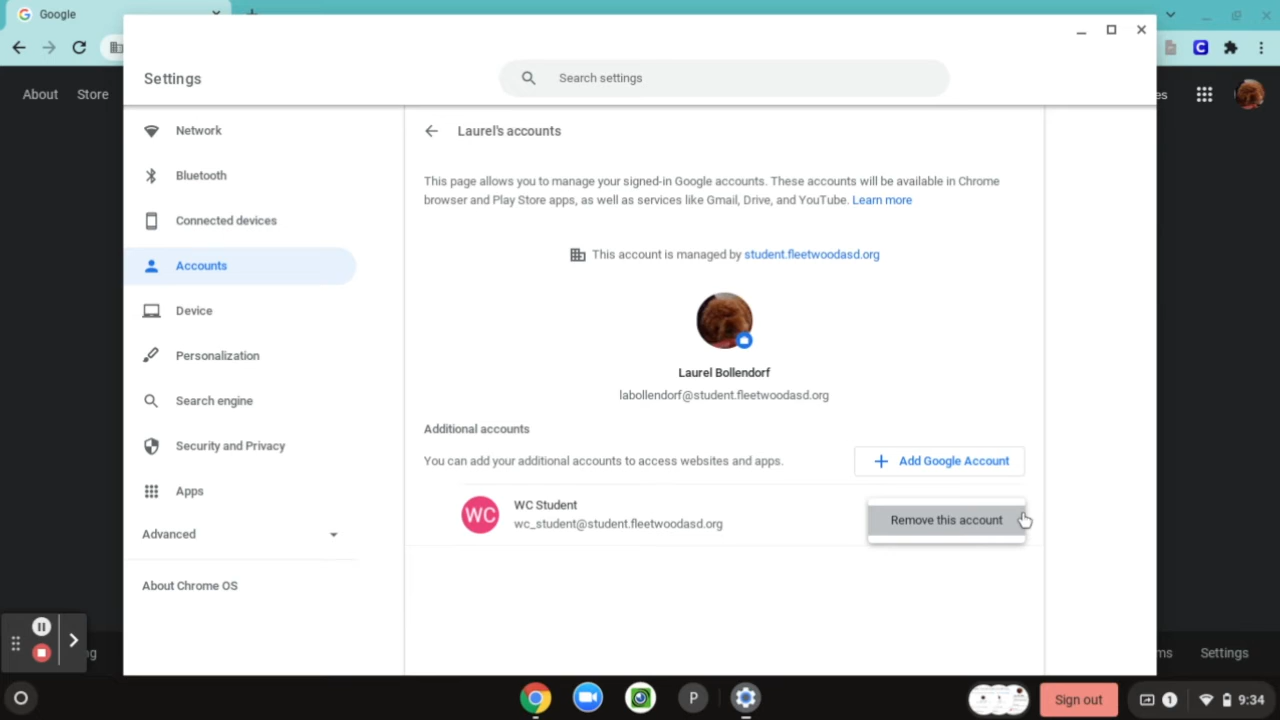 Google
About
Store
es
Settings
Search settings
Network
Bluetooth
Connected devices
Accounts
Device
Personalization
Search engine
Security and Privacy
Apps
Advanced
About Chrome OS
Laurel's accounts
This page allows you to manage your signed-in Google accounts. These accounts will be available in Chrome
browser and Play Store apps, as well as services like Gmail, Drive, and YouTube. Learn more
This account is managed by student.fleetwoodasd.org
Laurel Bollendorf
labollendorf@student.fleetwoodasd.org
Additional accounts
You can add your additional accounts to access websites and apps.
Add Google Account
WC
WC Student
wc_student@student.fleetwoodasd.org
Remove this account
ng
ms
Settings
P
Sign out
1
9:34